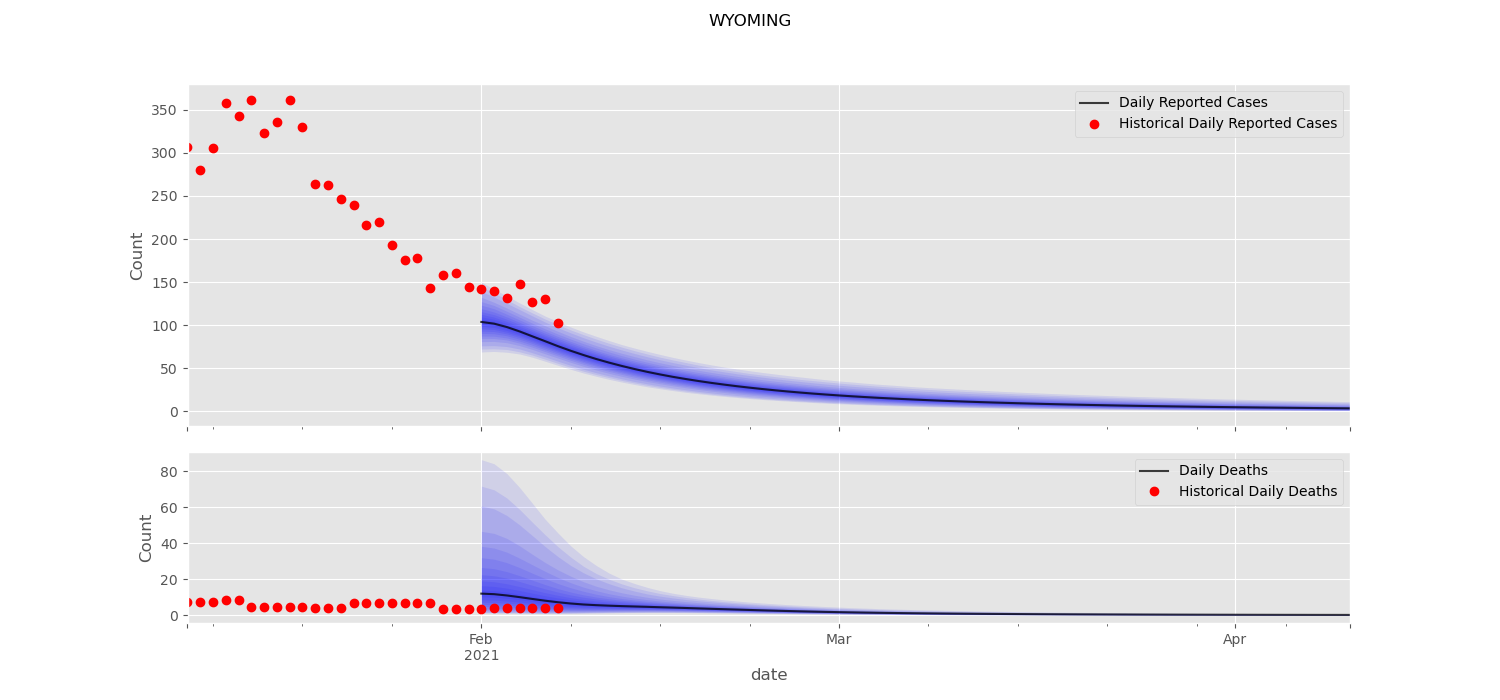 WYOMING
350
300
250
200
150
100
50
0
Count
Daily Reported Cases
Historical Daily Reported Cases
80
60
40
20
0
Count
Daily Deaths
Historical Daily Deaths
Feb
2021
Mar
Apr
date